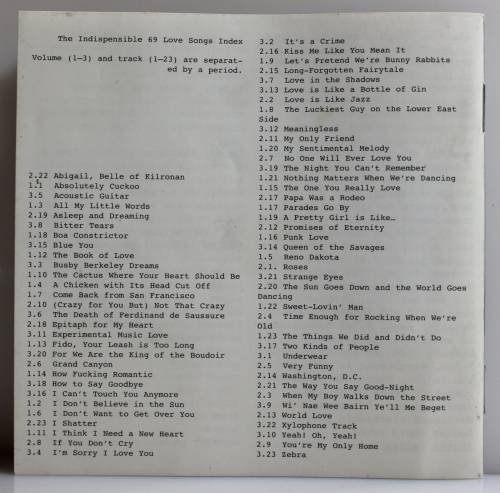 The Indispensible 69 Love Songs Index
Volume (1—3) and track (1—23) are separat-
ed by a period.
2.22 Abigail, Belle of Kilronan
1.1 Absolutely Cuckoo
3.5 Acoustic Guitar
1.3 All My Little Words
2.19 Asleep and Dreaming
3.8 Bitter Tears
1.18 Boa Constrictor
3.15 Blue You
1.12 The Book of Love
3.3 Busby Berkeley Dreams
1.10 The Cactus Where Your Heart Should Be
1.4 A Chicken with Its Head Cut Off
1.7 Come Back from San Francisco
2.10 (Crazy for You But) Not That Crazy
3.6 The Death of Ferdinand de Saussure
2.18 Epitaph for My Heart
3.11 Experimental Music Love
1.13 Fido, Your Leash is Too Long
3.20 For We Are the King of the Boudoir
2.6 Grand Canyon
1.14 How Fucking Romantic
3.18 How to Say Goodbye
3.16 I Can't Touch You Anymore
1.2 I Don't Believe in the Sun
1.6 I Don't Want to Get Over You
2.23 I Shatter
1.11 I Think I Need a New Heart
2.8 If You Don't Cry
3.4 I'm Sorry I Love You
3.2 It's a Crime
2.16 Kiss Me Like You Mean It
1.9 Let's Pretend We're Bunny Rabbits
2.15 Long-Forgotten Fairytale
3.7 Love in the Shadows
3.13 Love is Like a Bottle of Gin
2.2 Love is Like Jazz
1.8 The Luckiest Guy on the Lower East
Side
3.12 Meaningless
2.11 My Only Friend
1.20 My Sentimental Melody
2.7 No One Will Ever Love You
3.19 The Night You Can't Remember
1.21 Nothing Matters When We're Dancing
1.15 The One You Really Love
2.17 Papa Was a Rodeo
1.17 Parades Go By
1.19 A Pretty Girl is Like…
2.12 Promises of Eternity
1.16 Punk Love
3.14 Queen of the Savages
1.5 Reno Dakota
2.1. Roses
3.21 Strange Eyes
2.20 The Sun Goes Down and the World Goes
Dancing
1.22 Sweet-Lovin' Man
2.4 Time Enough for Rocking When We're
Old
1.23 The Things We Did and Didn't Do
3.17 Two Kinds of People
3.1 Underwear
2.5 Very Funny
2.14 Washington, D.C.
2.21 The Way You Say Good-Night
2.3 When My Boy Walks Down the Street
3.9 Wi' Nae Wee Bairn Ye'll Me Beget
2.13 World Love
3.22 Xylophone Track
3.10 Yeah! Oh, Yeah!
2.9 You're My Only Home
3.23 Zebra